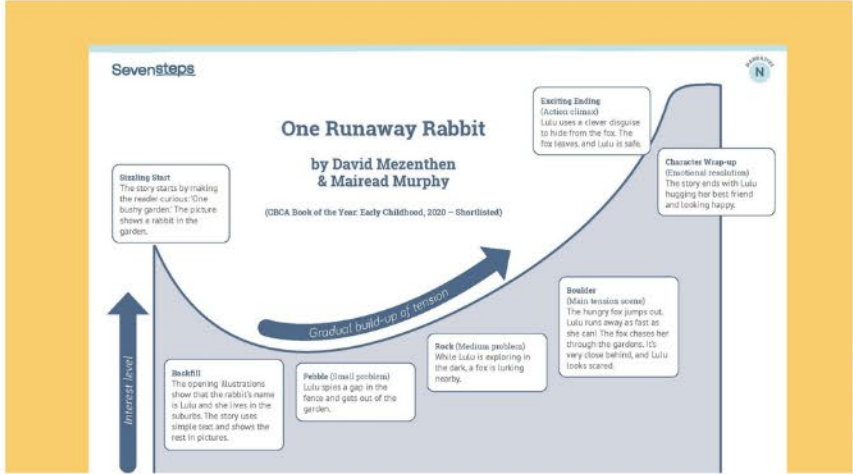 Sevensteps
NARRATIVE
N
One Runaway Rabbit
by David Mezenthen
& Mairead Murphy
(CBCA Book of the Year: Early Childhood, 2020 – Shortlisted)
Sizzling Start
The story starts by making
the reader curious: 'One
bushy garden.' The picture
shows a rabbit in the
garden.
Exciting Ending
(Action climax)
Lulu uses a clever disguise
to hide from the fox. The
fox leaves, and Lulu is safe.
Character Wrap-up
(Emotional resolution)
The story ends with Lulu
hugging her best friend
and looking happy.
Gradual build-up of tension
Interest level
Backfill
The opening illustrations
show that the rabbit's name
is Lulu and she lives in the
suburbs. The story uses
simple text and shows the
rest in pictures.
Pebble (Small problem)
Lulu spies a gap in the
fence and gets out of the
garden.
Rock (Medium problem)
While Lulu is exploring in
the dark, a fox is lurking
nearby.
Boulder
(Main tension scene)
The hungry fox jumps out.
Lulu runs away as fast as
she can! The fox chases her
through the gardens. It's
very close behind, and Lulu
looks scared.